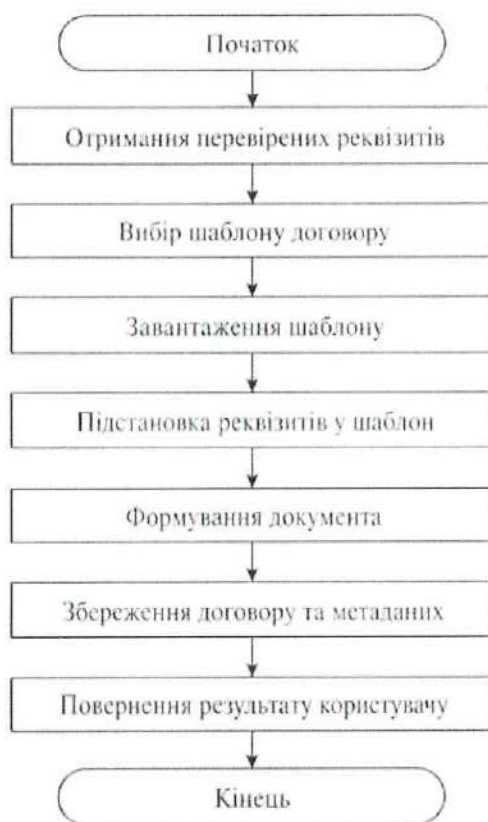 Початок
Отримання перевірених реквізитів
Вибір шаблону договору
Завантаження шаблону
Підстановка реквізитів у шаблон
Формування документа
Збереження договору та метаданих
Повернення результату користувачу
Кінець